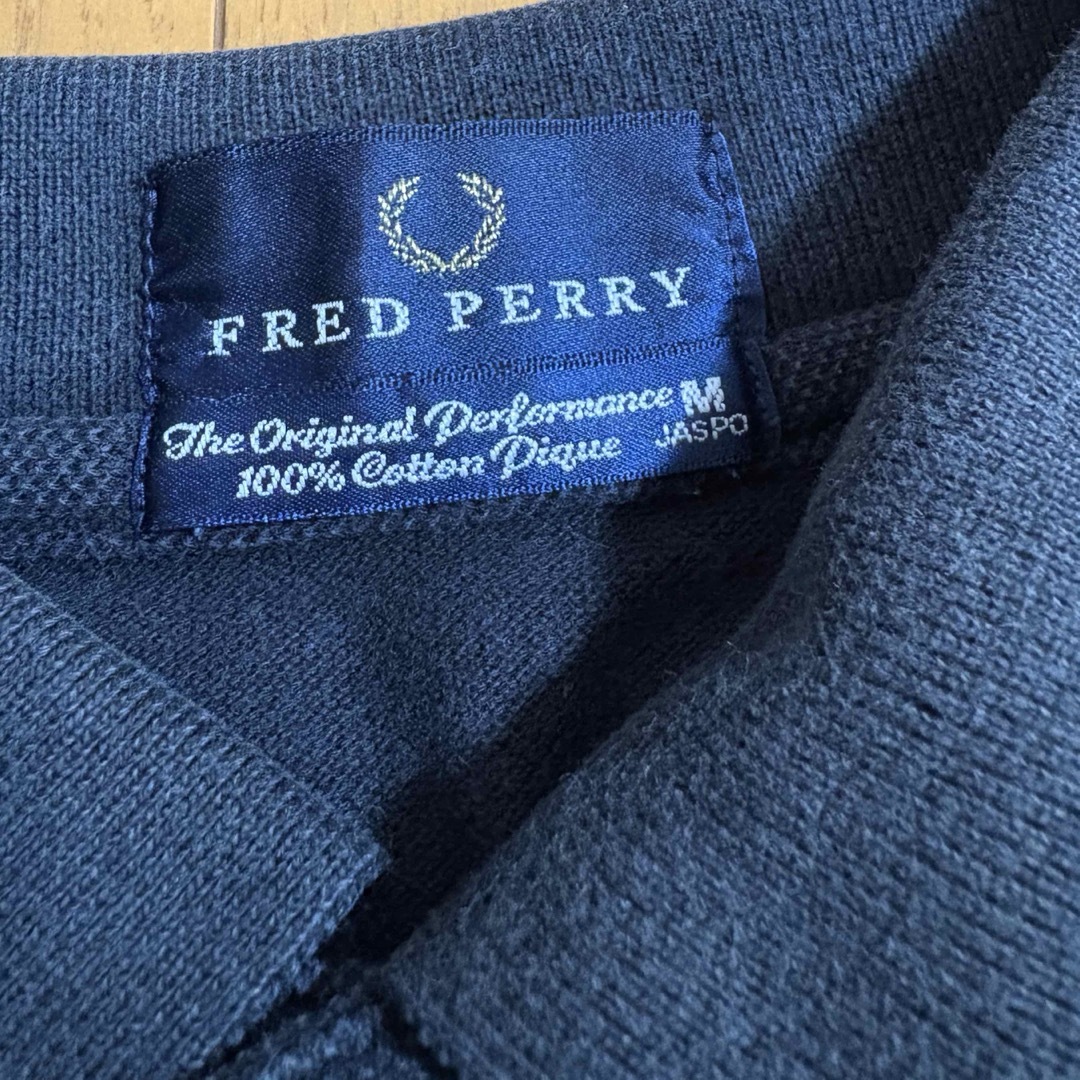 FRED PERRY
The Original Performance M
100% Cotton Pique JASPO